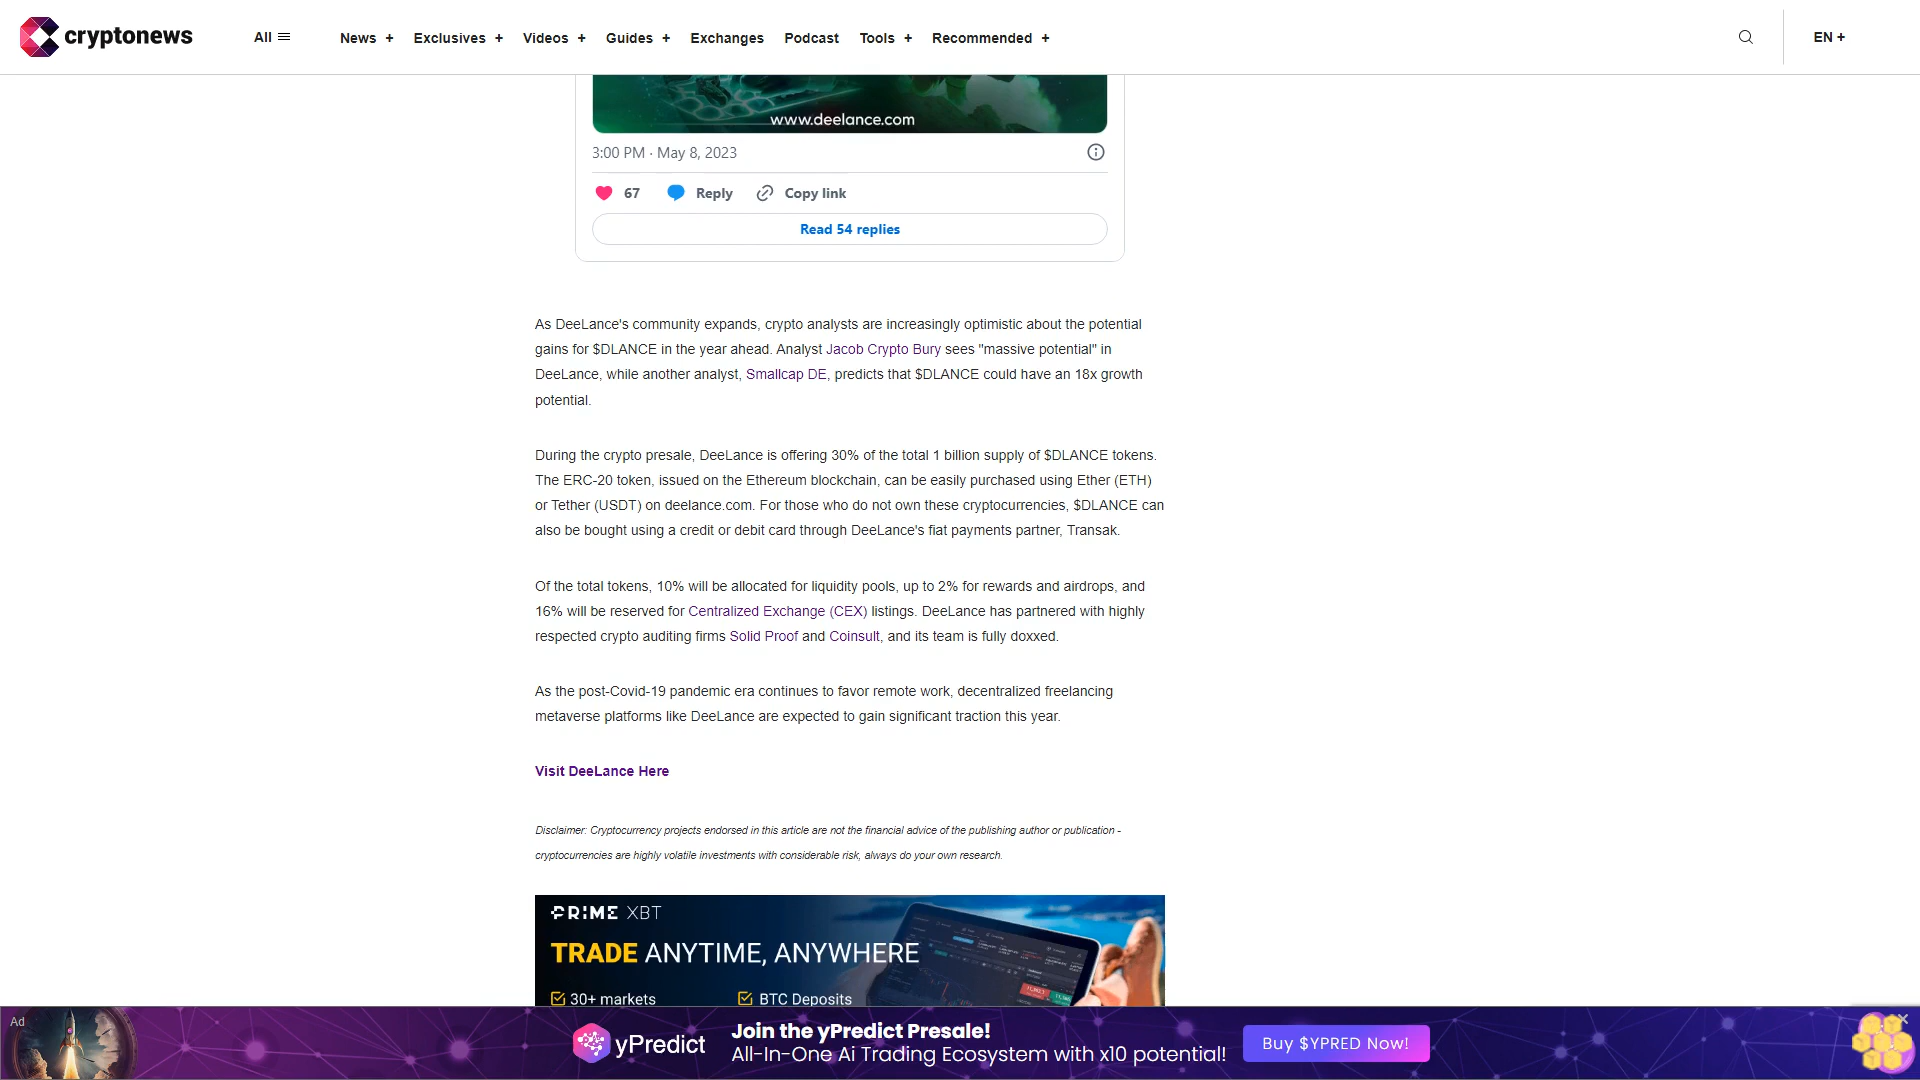 cryptonews
All
News + Exclusives + Videos + Guides + Exchanges Podcast Tools + Recommended +
EN +
www.deelance.com
3:00 PM · May 8, 2023
67 Reply Copy link
Read 54 replies
As DeeLance's community expands, crypto analysts are increasingly optimistic about the potential
gains for $DLANCE in the year ahead. Analyst Jacob Crypto Bury sees "massive potential" in
DeeLance, while another analyst, Smallcap DE, predicts that $DLANCE could have an 18x growth
potential.
During the crypto presale, DeeLance is offering 30% of the total 1 billion supply of $DLANCE tokens.
The ERC-20 token, issued on the Ethereum blockchain, can be easily purchased using Ether (ETH)
or Tether (USDT) on deelance.com. For those who do not own these cryptocurrencies, $DLANCE can
also be bought using a credit or debit card through DeeLance's fiat payments partner, Transak.
Of the total tokens, 10% will be allocated for liquidity pools, up to 2% for rewards and airdrops, and
16% will be reserved for Centralized Exchange (CEX) listings. DeeLance has partnered with highly
respected crypto auditing firms Solid Proof and Coinsult, and its team is fully doxxed.
As the post-Covid-19 pandemic era continues to favor remote work, decentralized freelancing
metaverse platforms like DeeLance are expected to gain significant traction this year.
Visit DeeLance Here
Disclaimer: Cryptocurrency projects endorsed in this article are not the financial advice of the publishing author or publication -
cryptocurrencies are highly volatile investments with considerable risk, always do your own research.
PRIME XBT
TRADE ANYTIME, ANYWHERE
30+ markets BTC Deposits
Ad
yPredict
Join the yPredict Presale!
All-In-One Ai Trading Ecosystem with x10 potential!
Buy $YPRED Now!